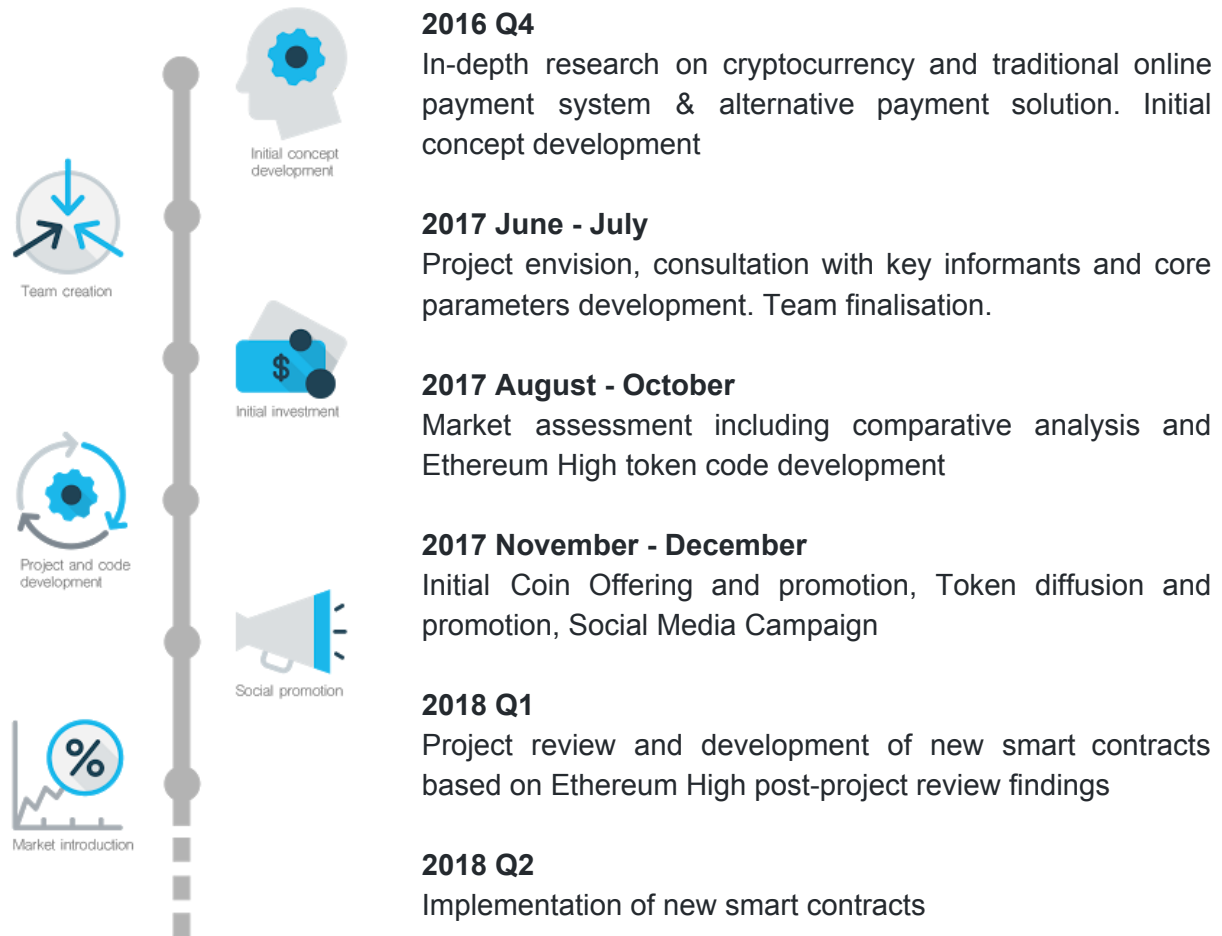 2016 Q4
In-depth research on cryptocurrency and traditional online
payment system & alternative payment solution. Initial
concept development
Initial concept
development
2017 June - July
Project envision, consultation with key informants and core
parameters development. Team finalisation.
Team creation
2017 August - October
Market assessment including comparative analysis and
Ethereum High token code development
$
Initial investment
2017 November - December
Initial Coin Offering and promotion, Token diffusion and
promotion, Social Media Campaign
Project and code
development
Social promotion
2018 Q1
Project review and development of new smart contracts
based on Ethereum High post-project review findings
%
Market introduction
2018 Q2
Implementation of new smart contracts